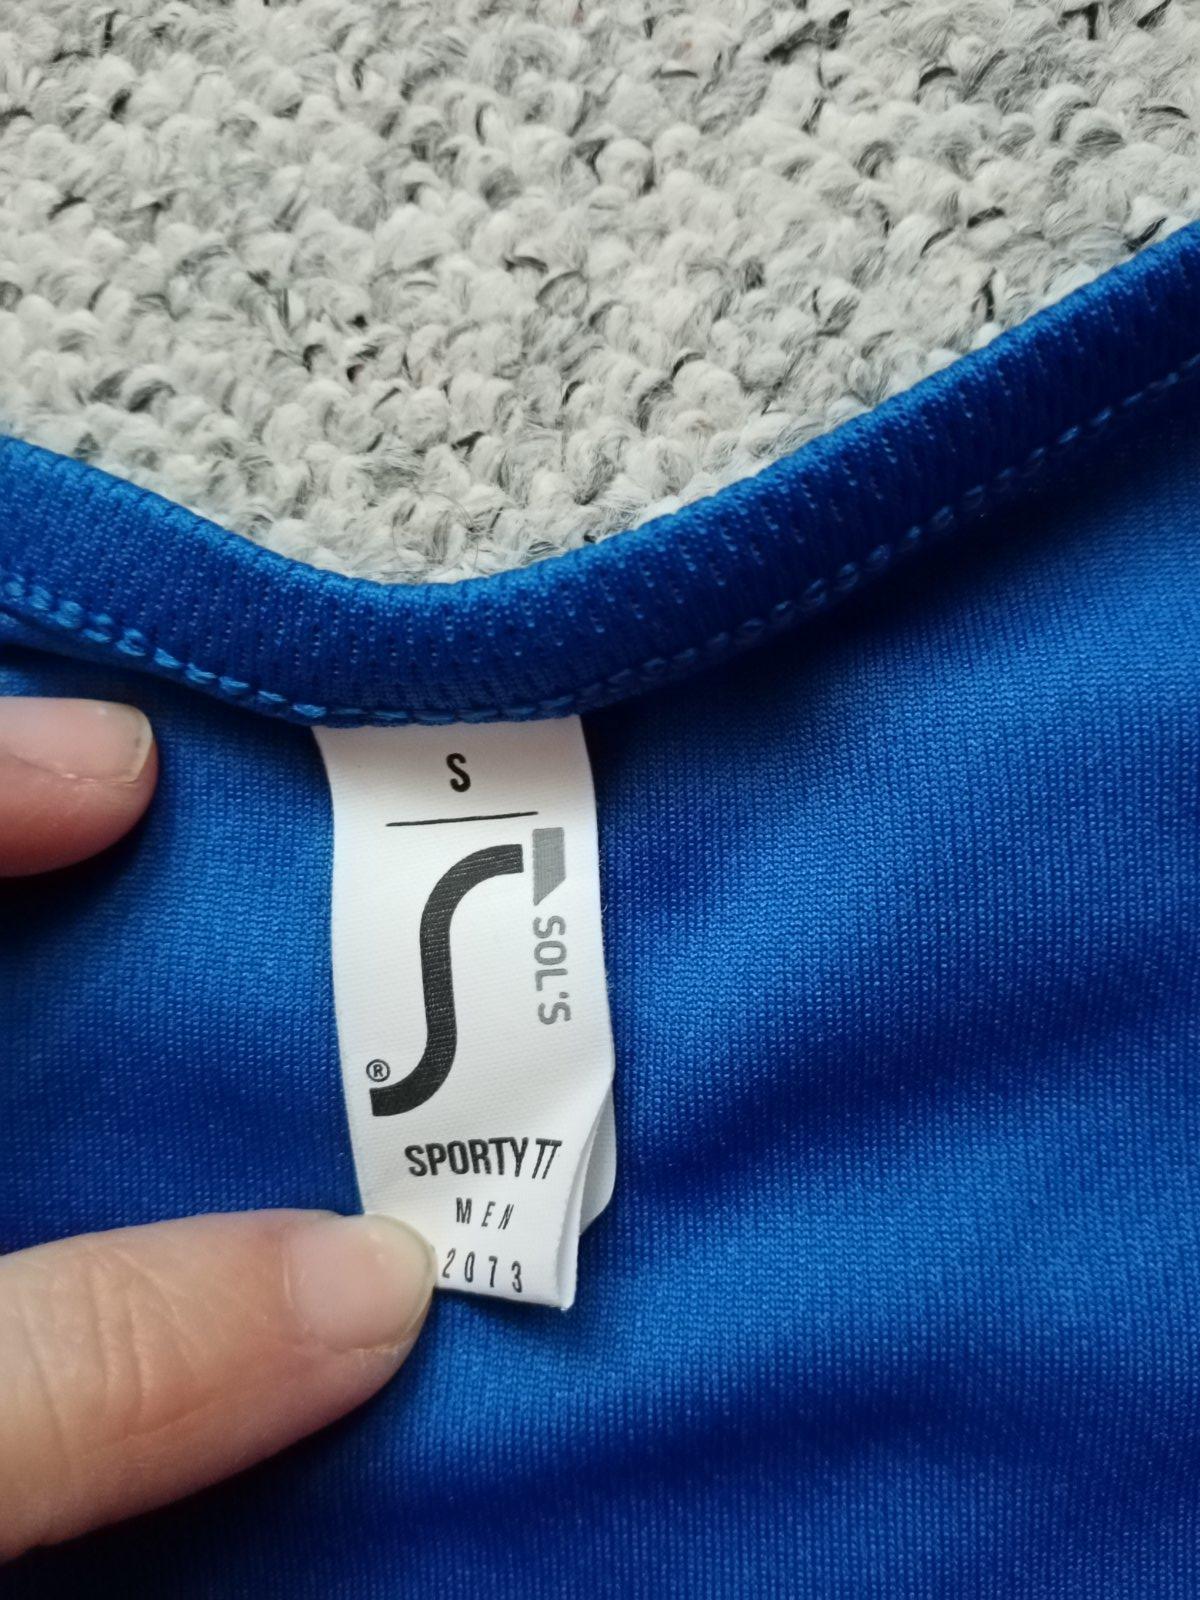 S
SOL'S
®
SPORTY TT
MEN
2073